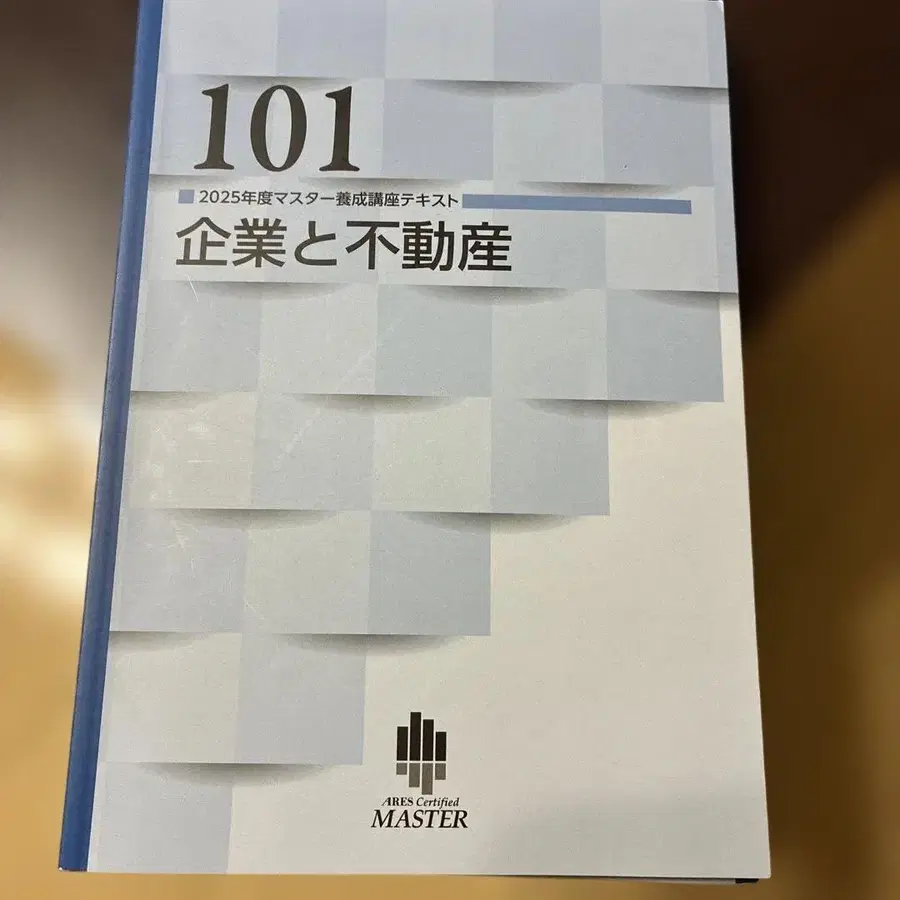 101
2025年度マスター養成講座テキスト
企業と不動産
ARES Certified
MASTER